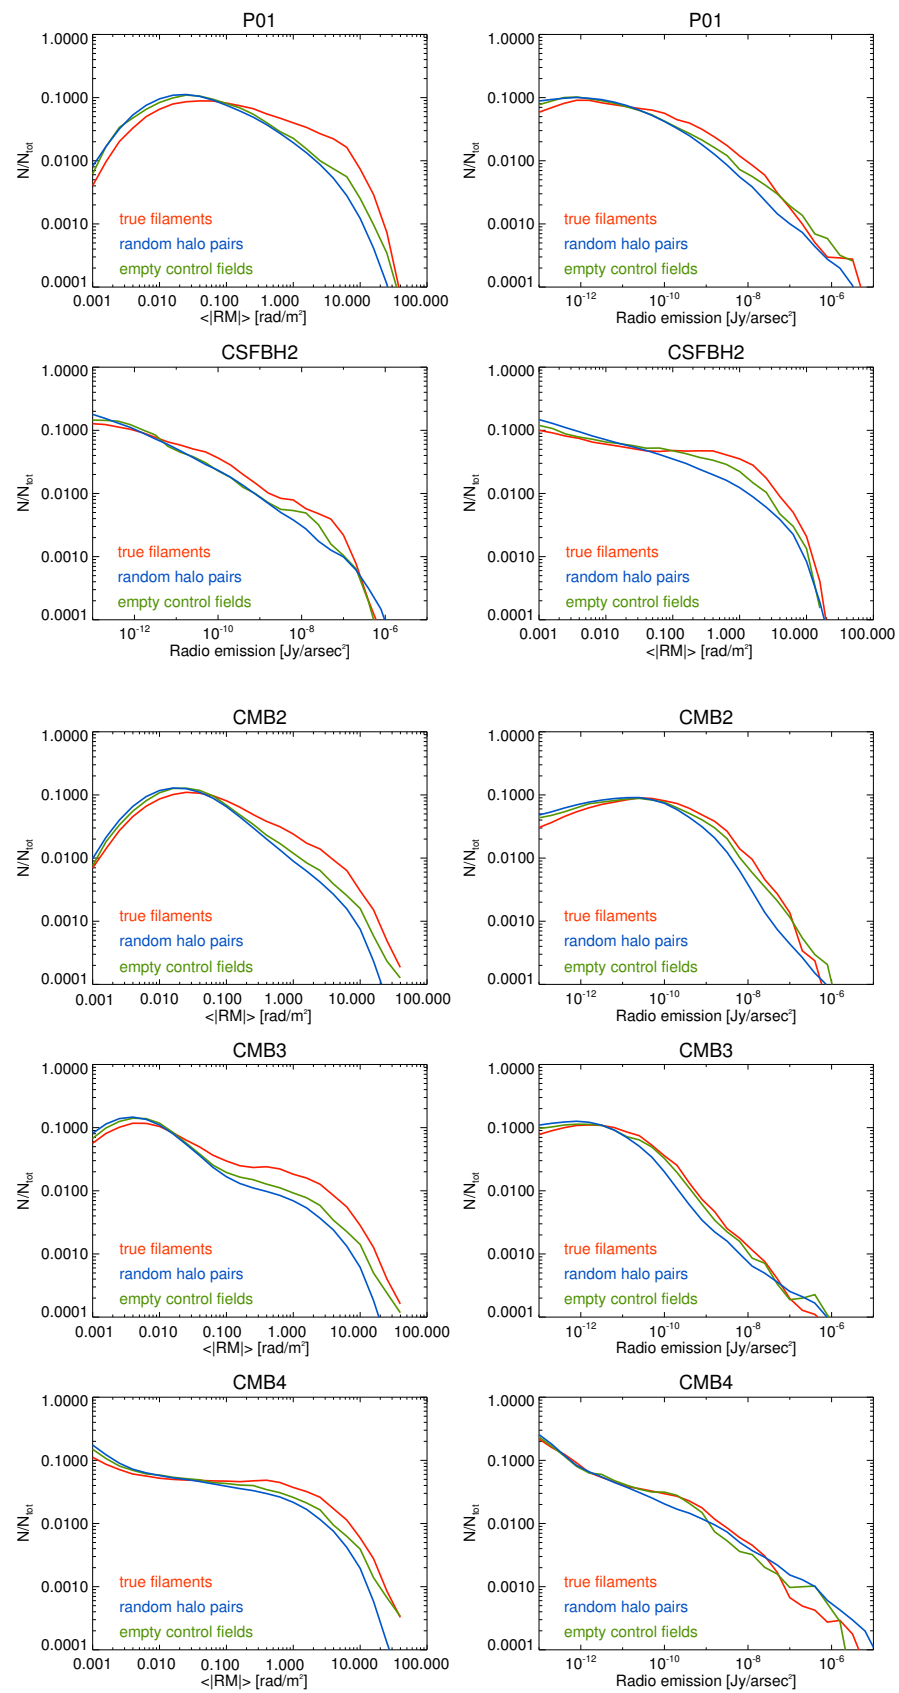 P01
1.0000
0.1000
0.0100
0.0010
0.0001
N/Ntot
true filaments
random halo pairs
empty control fields
0.001 0.010 0.100 1.000 10.000 100.000
<|RM|> [rad/m²]
P01
1.0000
0.1000
0.0100
0.0010
0.0001
N/Ntot
true filaments
random halo pairs
empty control fields
10⁻¹² 10⁻¹⁰ 10⁻⁸ 10⁻⁶
Radio emission [Jy/arsec²]
CSFBH2
1.0000
0.1000
0.0100
0.0010
0.0001
N/Ntot
true filaments
random halo pairs
empty control fields
10⁻¹² 10⁻¹⁰ 10⁻⁸ 10⁻⁶
Radio emission [Jy/arsec²]
CSFBH2
1.0000
0.1000
0.0100
0.0010
0.0001
N/Ntot
true filaments
random halo pairs
empty control fields
0.001 0.010 0.100 1.000 10.000 100.000
<|RM|> [rad/m²]
CMB2
1.0000
0.1000
0.0100
0.0010
0.0001
N/Ntot
true filaments
random halo pairs
empty control fields
0.001 0.010 0.100 1.000 10.000 100.000
<|RM|> [rad/m²]
CMB2
1.0000
0.1000
0.0100
0.0010
0.0001
N/Ntot
true filaments
random halo pairs
empty control fields
10⁻¹² 10⁻¹⁰ 10⁻⁸ 10⁻⁶
Radio emission [Jy/arsec²]
CMB3
1.0000
0.1000
0.0100
0.0010
0.0001
N/Ntot
true filaments
random halo pairs
empty control fields
0.001 0.010 0.100 1.000 10.000 100.000
<|RM|> [rad/m²]
CMB3
1.0000
0.1000
0.0100
0.0010
0.0001
N/Ntot
true filaments
random halo pairs
empty control fields
10⁻¹² 10⁻¹⁰ 10⁻⁸ 10⁻⁶
Radio emission [Jy/arsec²]
CMB4
1.0000
0.1000
0.0100
0.0010
0.0001
N/Ntot
true filaments
random halo pairs
empty control fields
0.001 0.010 0.100 1.000 10.000 100.000
<|RM|> [rad/m²]
CMB4
1.0000
0.1000
0.0100
0.0010
0.0001
N/Ntot
true filaments
random halo pairs
empty control fields
10⁻¹² 10⁻¹⁰ 10⁻⁸ 10⁻⁶
Radio emission [Jy/arsec²]